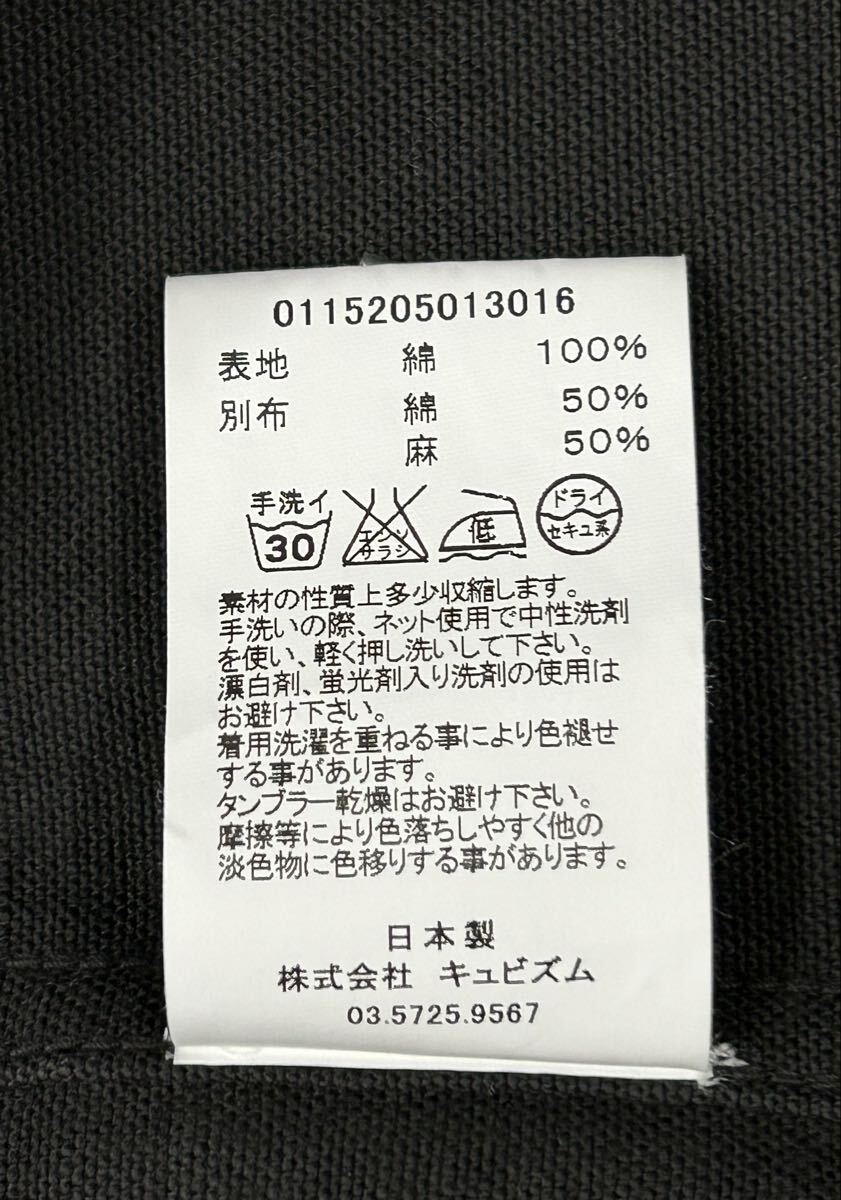 0115205013016
表地 綿 100%
別布 綿 50%
麻 50%
手洗イ
30
エンソ
サラシ
低
ドライ
セキユ系
素材の性質上多少収縮します。
手洗いの際、ネット使用で中性洗剤
を使い、軽く押し洗いして下さい。
漂白剤、蛍光剤入り洗剤の使用は
お避け下さい。
着用洗濯を重ねる事により色褪せ
する事があります。
タンブラー乾燥はお避け下さい。
摩擦等により色落ちしやすく他の
淡色物に色移りする事があります。
日本製
株式会社 キュビズム
03.5725.9567